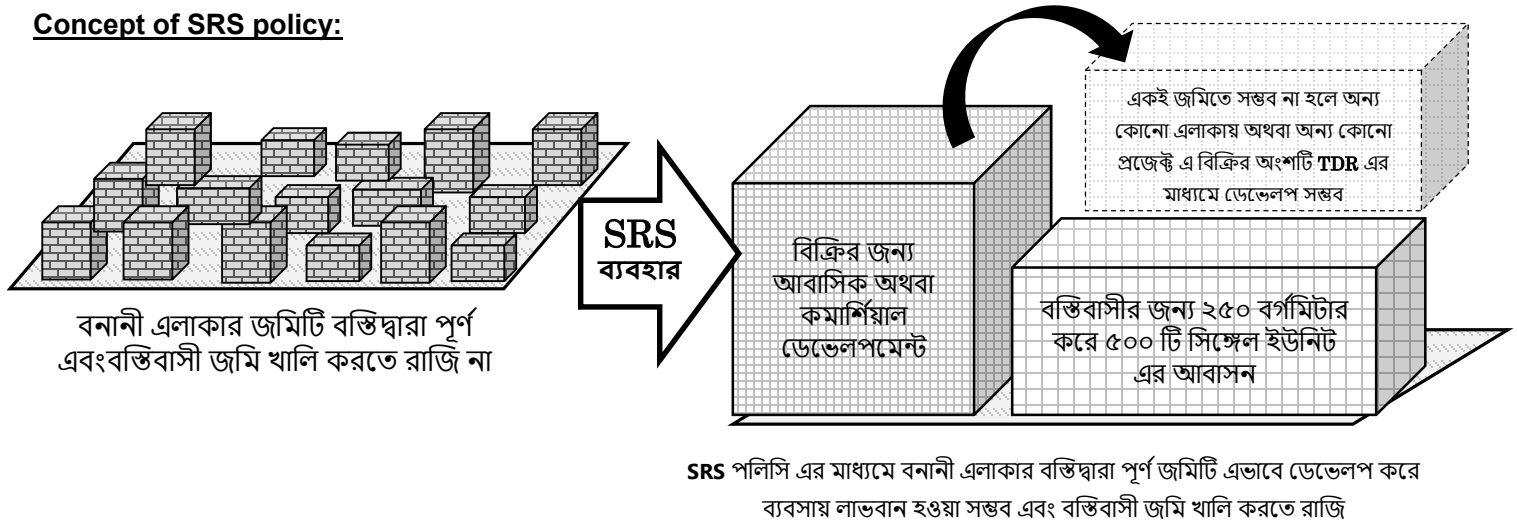 Concept of SRS policy:
একই জমিতে সম্ভব না হলে অন্য
কোনো এলাকায় অথবা অন্য কোনো
প্রজেক্ট এ বিক্রির অংশটি TDR এর
মাধ্যমে ডেভেলপ সম্ভব
SRS
ব্যবহার
বিক্রির জন্য
আবাসিক অথবা
কমার্শিয়াল
ডেভেলপমেন্ট
বস্তিবাসীর জন্য ২৫০ বর্গমিটার
করে ৫০০ টি সিঙ্গেল ইউনিট
এর আবাসন
বনানী এলাকার জমিটি বস্তিদ্বারা পূর্ণ
এবংবস্তিবাসী জমি খালি করতে রাজি না
SRS পলিসি এর মাধ্যমে বনানী এলাকার বস্তিদ্বারা পূর্ণ জমিটি এভাবে ডেভেলপ করে
ব্যবসায় লাভবান হওয়া সম্ভব এবং বস্তিবাসী জমি খালি করতে রাজি